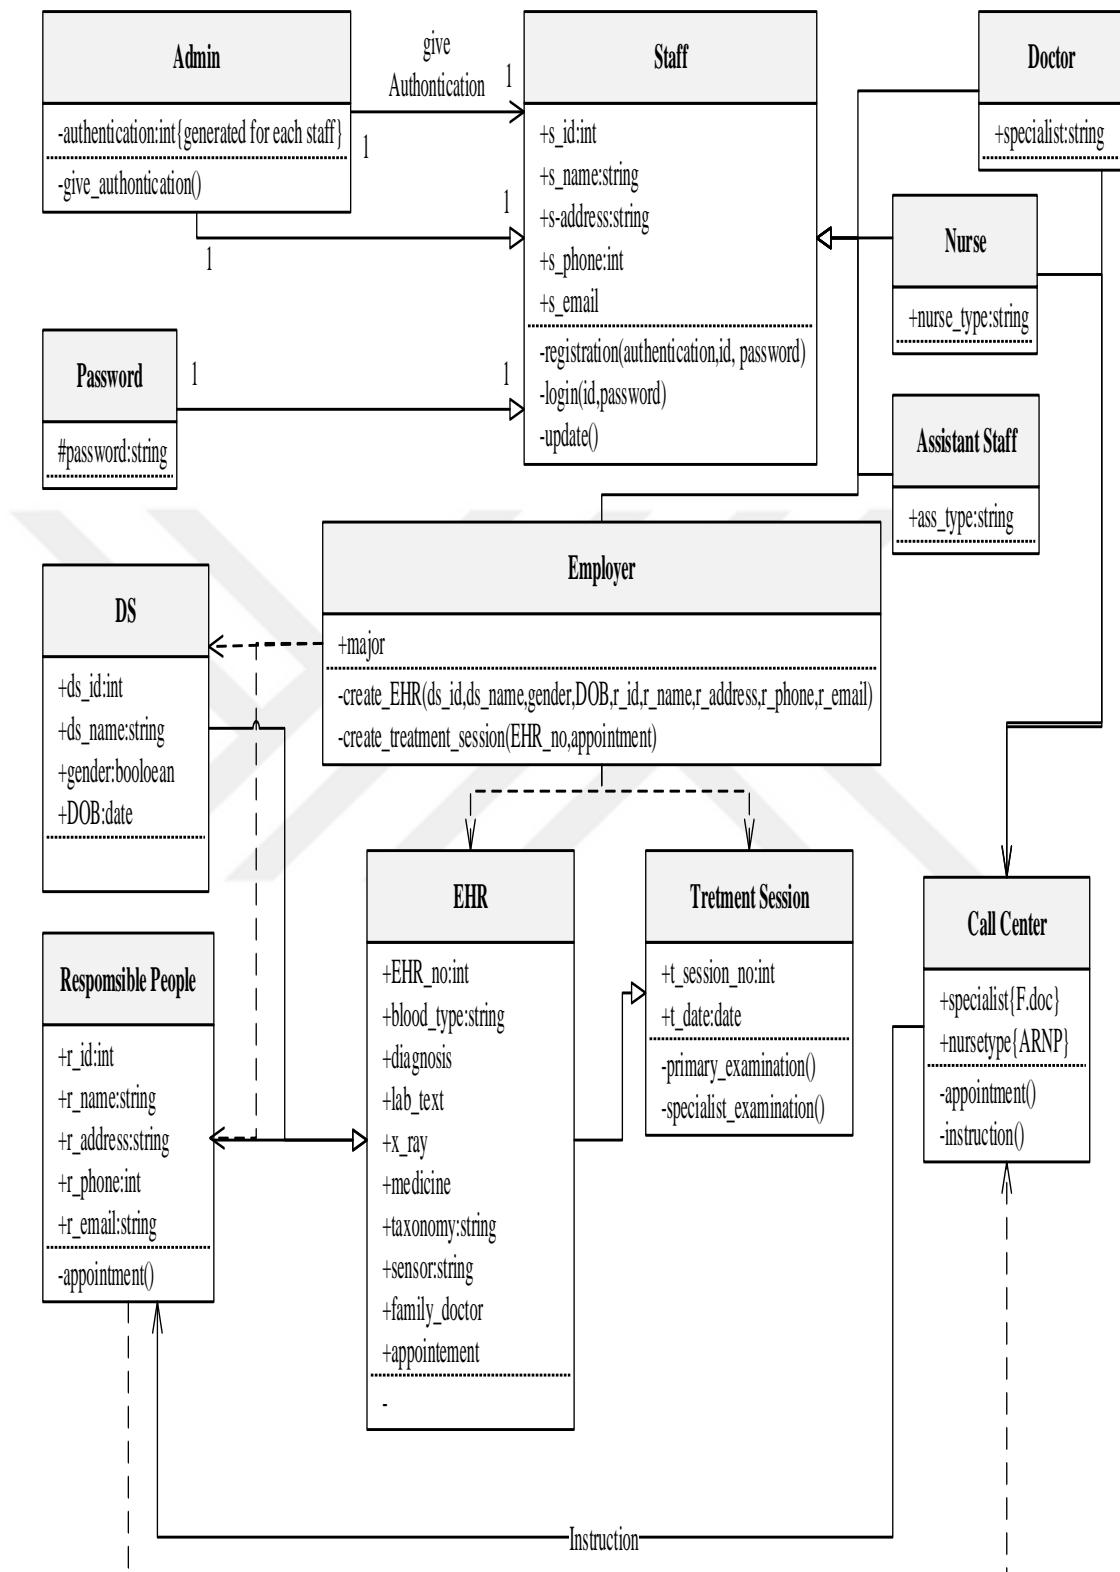 Admin
-authentication:int{generated for each staff}
-give_authontication()
give
Authontication
1
1
1
1
Staff
+s_id:int
+s_name:string
+s-address:string
+s_phone:int
+s_email
-registration(authentication,id, password)
-login(id,password)
-update()
Doctor
+specialist:string
Nurse
+nurse_type:string
Password
#password:string
1
1
Assistant Staff
+ass_type:string
Employer
+major
-create_EHR(ds_id,ds_name,gender,DOB,r_id,r_name,r_address,r_phone,r_email)
-create_treatment_session(EHR_no,appointment)
DS
+ds_id:int
+ds_name:string
+gender:booloean
+DOB:date
EHR
+EHR_no:int
+blood_type:string
+diagnosis
+lab_text
+x_ray
+medicine
+taxonomy:string
+sensor:string
+family_doctor
+appointement
-
Tretment Session
+t_session_no:int
+t_date:date
-primary_examination()
-specialist_examination()
Call Center
+specialist{F.doc}
+nursetype{ARNP}
-appointment()
-instruction()
Respomsible People
+r_id:int
+r_name:string
+r_address:string
+r_phone:int
+r_email:string
-appointment()
Instruction